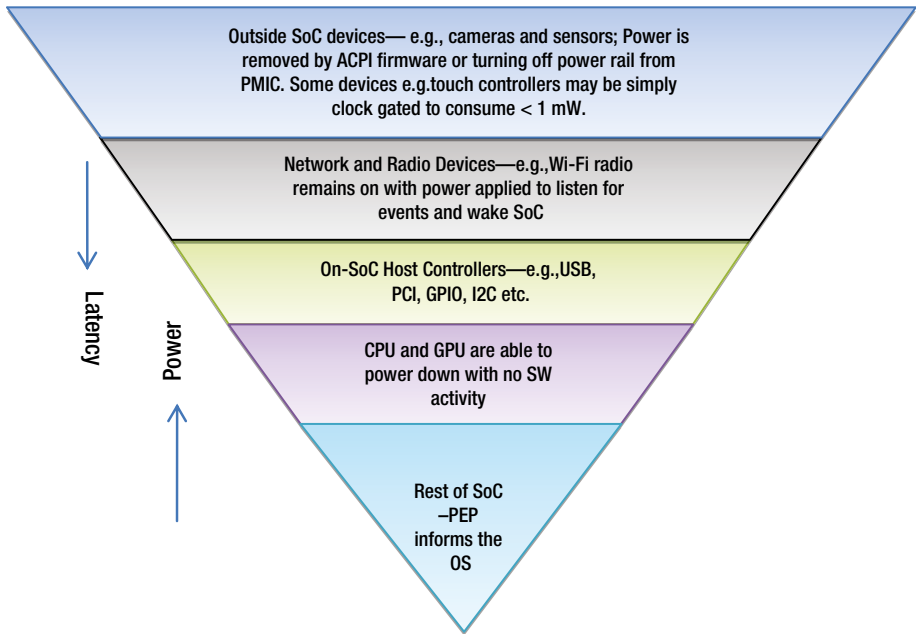 Outside SoC devices— e.g., cameras and sensors; Power is
removed by ACPI firmware or turning off power rail from
PMIC. Some devices e.g.touch controllers may be simply
clock gated to consume < 1 mW.
Network and Radio Devices—e.g.,Wi-Fi radio
remains on with power applied to listen for
events and wake SoC
On-SoC Host Controllers—e.g.,USB,
PCI, GPIO, I2C etc.
Latency
Power
CPU and GPU are able to
power down with no SW
activity
Rest of SoC
–PEP
informs the
OS